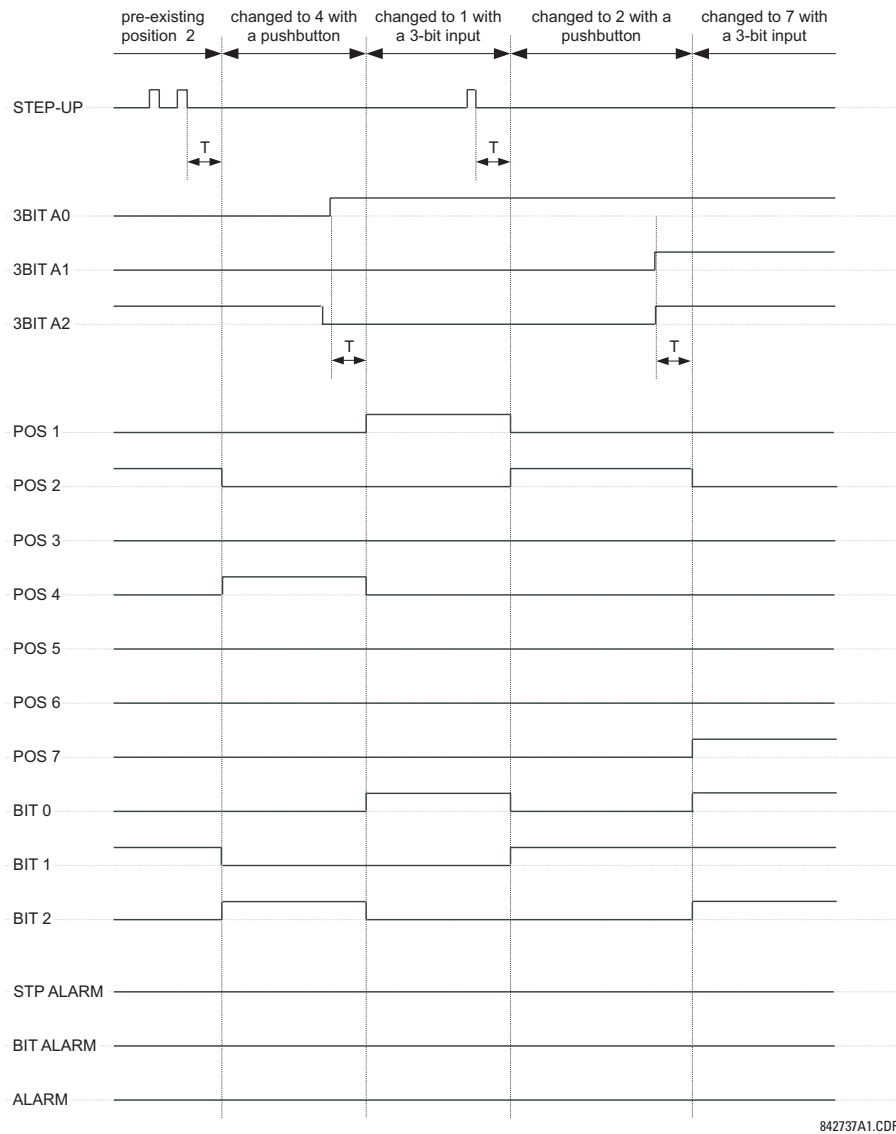 pre-existing
position 2
changed to 4 with
a pushbutton
changed to 1 with
a 3-bit input
changed to 2 with a
pushbutton
changed to 7 with
a 3-bit input
STEP-UP
T
T
3BIT A0
3BIT A1
3BIT A2
T
T
POS 1
POS 2
POS 3
POS 4
POS 5
POS 6
POS 7
BIT 0
BIT 1
BIT 2
STP ALARM
BIT ALARM
ALARM
842737A1.CDR